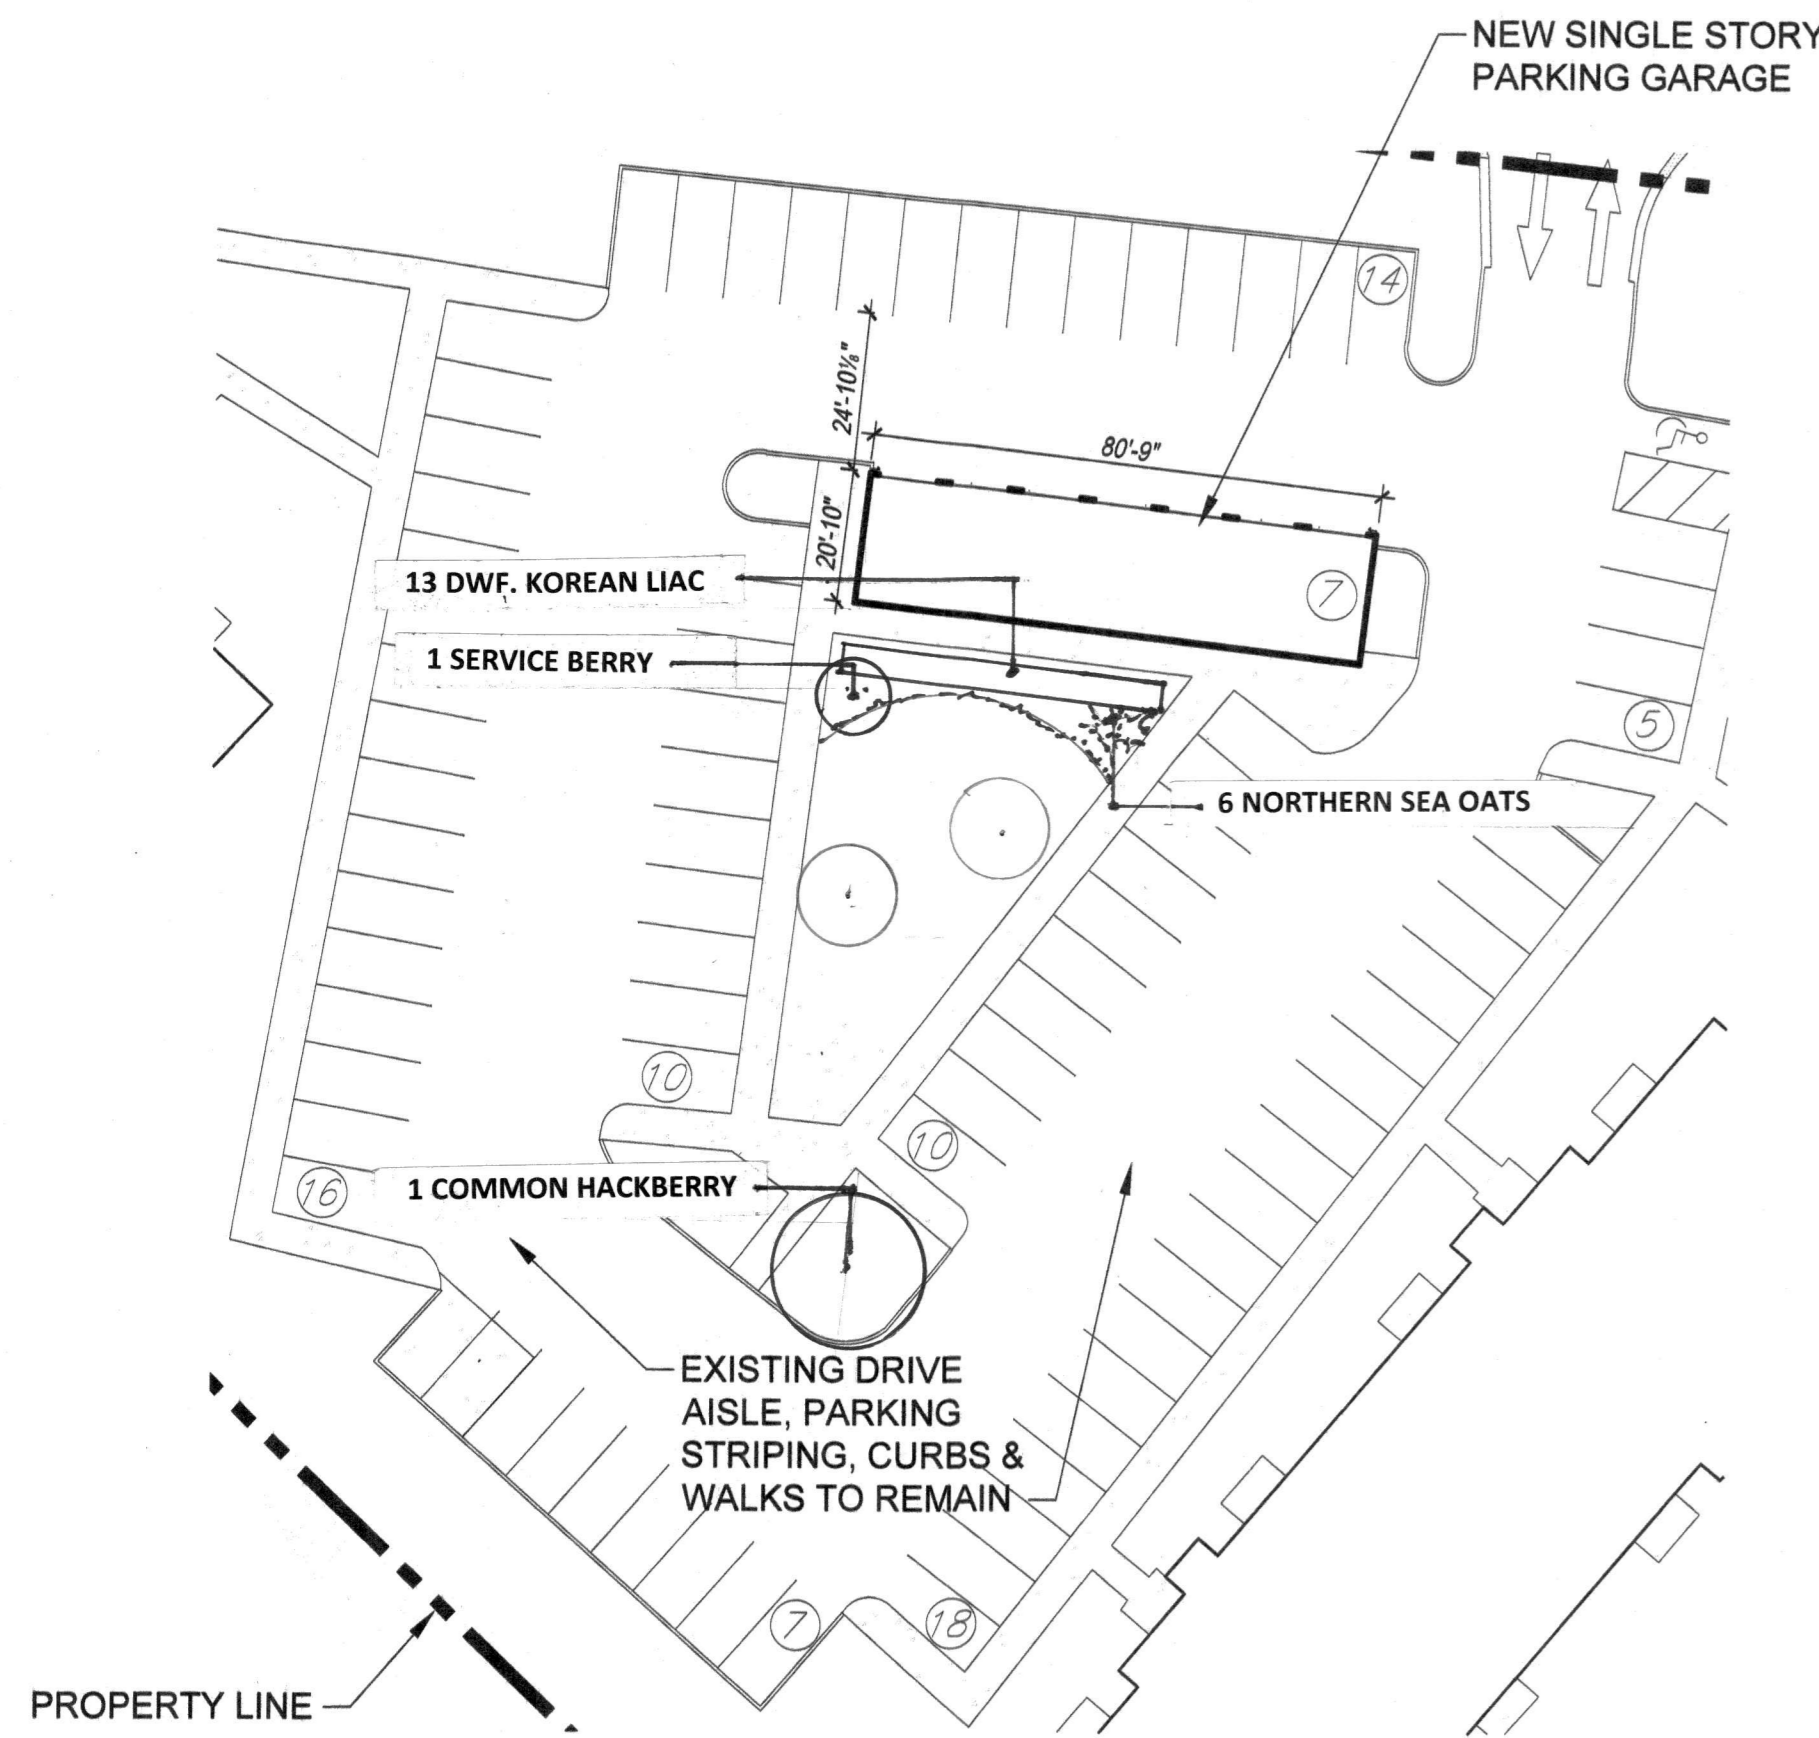 NEW SINGLE STORY
PARKING GARAGE
14
24'-10⅛"
80'-9"
20'-10"
13 DWF. KOREAN LIAC
7
1 SERVICE BERRY
5
6 NORTHERN SEA OATS
10
10
16
1 COMMON HACKBERRY
EXISTING DRIVE
AISLE, PARKING
STRIPING, CURBS &
WALKS TO REMAIN
7
18
PROPERTY LINE